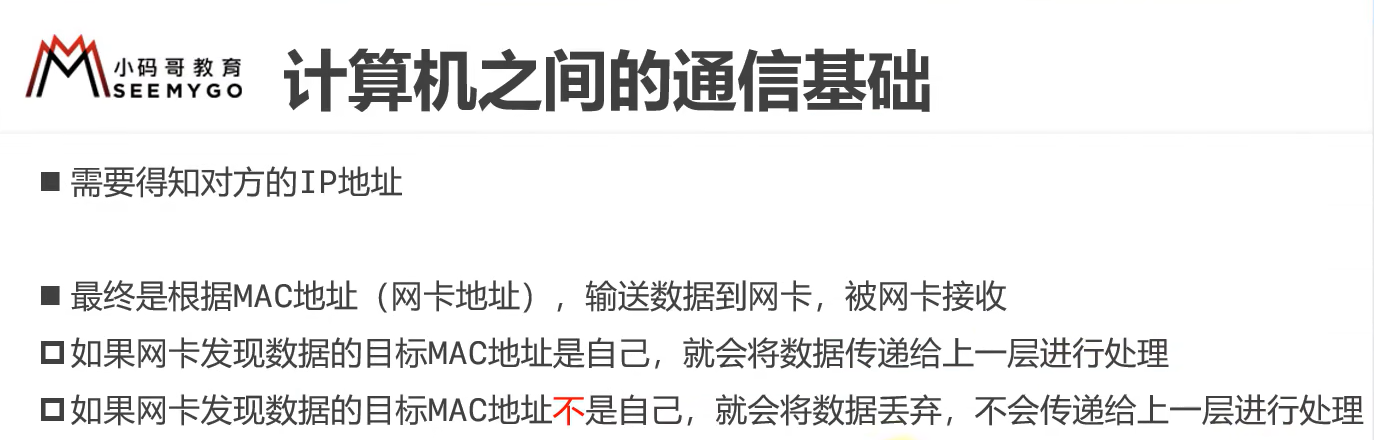 小码哥教育
SEEMYGO
计算机之间的通信基础
需要得知对方的IP地址
最终是根据MAC地址（网卡地址），输送数据到网卡，被网卡接收
如果网卡发现数据的目标MAC地址是自己，就会将数据传递给上一层进行处理
如果网卡发现数据的目标MAC地址不是自己，就会将数据丢弃，不会传递给上一层进行处理